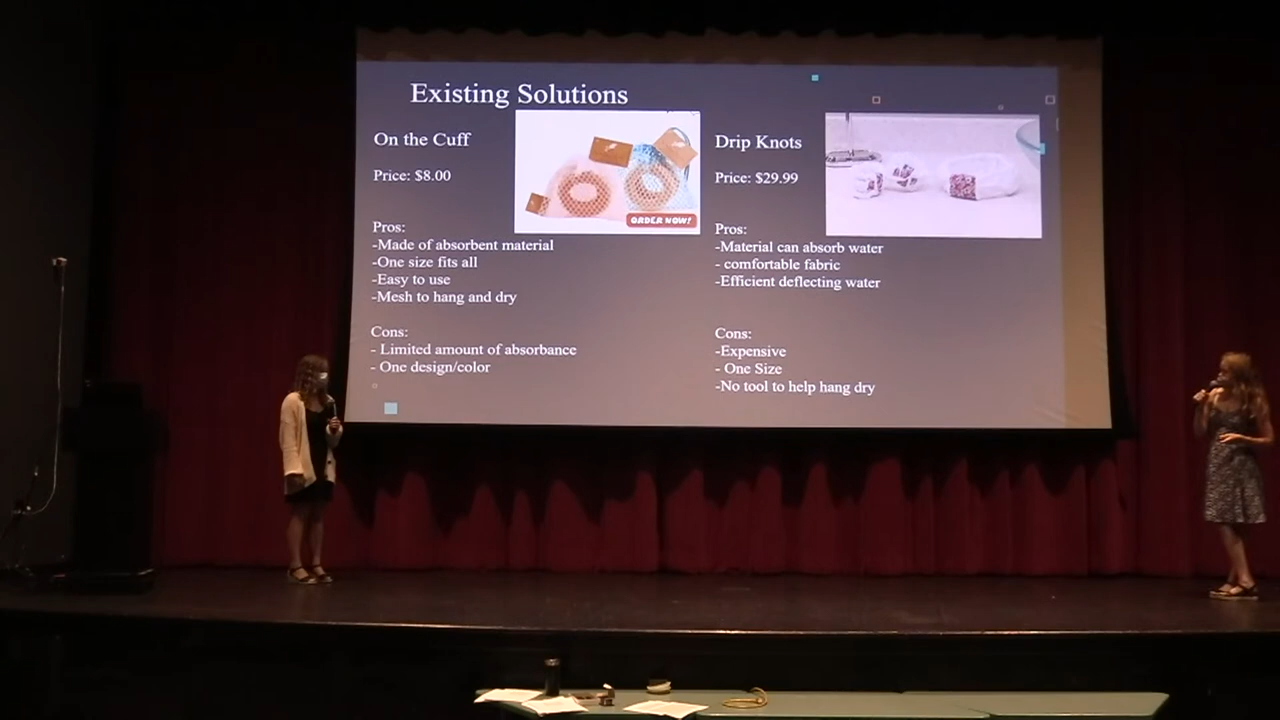 Existing Solutions
On the Cuff
Price: $8.00
ORDER NOW!
Pros:
-Made of absorbent material
-One size fits all
-Easy to use
-Mesh to hang and dry
Cons:
- Limited amount of absorbance
- One design/color
Drip Knots
Price: $29.99
Pros:
-Material can absorb water
- comfortable fabric
-Efficient deflecting water
Cons:
-Expensive
- One Size
-No tool to help hang dry